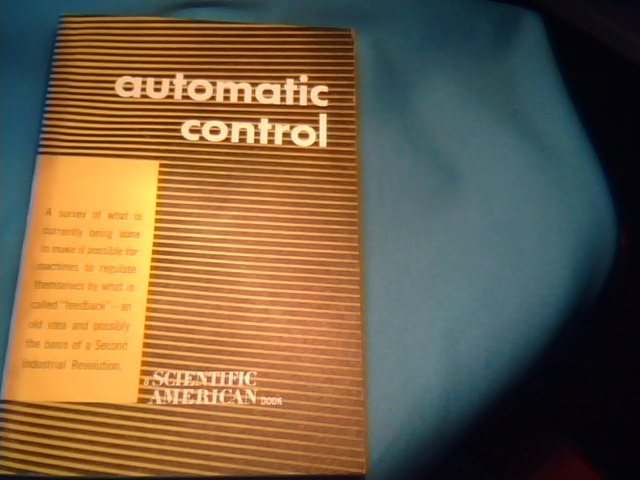 automatic
control
A survey of what is
currently being done
to make it possible for
machines to regulate
themselves by what is
called "feedback"—an
old idea and possibly
the basis of a Second
Industrial Revolution.
a SCIENTIFIC
AMERICAN BOOK